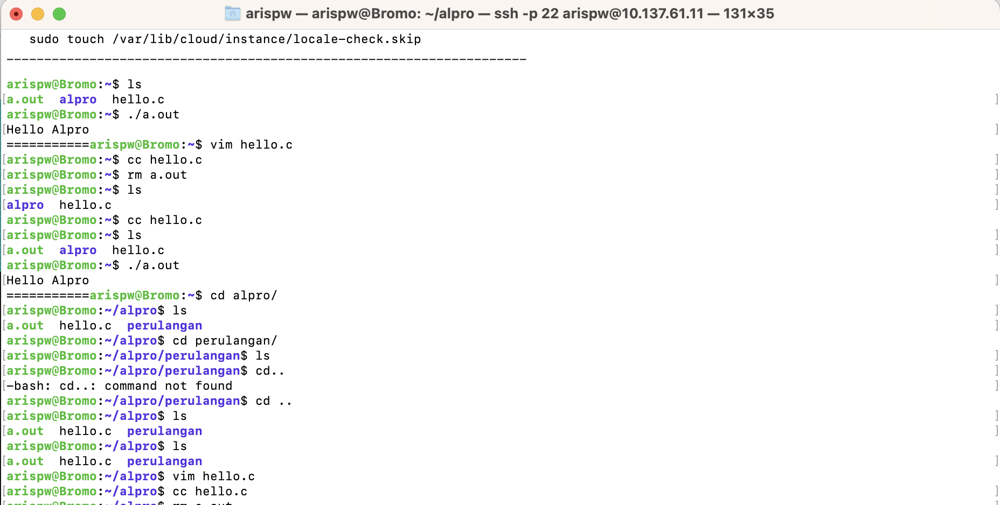 arispw — arispw@Bromo: ~/alpro — ssh -p 22 arispw@10.137.61.11 — 131×35
sudo touch /var/lib/cloud/instance/locale-check.skip
_____________________________________________________________________
arispw@Bromo:~$ ls
[a.out  alpro  hello.c ]
arispw@Bromo:~$ ./a.out
[Hello Alpro ]
===========arispw@Bromo:~$ vim hello.c
[arispw@Bromo:~$ cc hello.c ]
[arispw@Bromo:~$ rm a.out ]
[arispw@Bromo:~$ ls ]
[alpro  hello.c ]
arispw@Bromo:~$ cc hello.c
[arispw@Bromo:~$ ls ]
[a.out  alpro  hello.c ]
arispw@Bromo:~$ ./a.out
[Hello Alpro ]
===========arispw@Bromo:~$ cd alpro/
[arispw@Bromo:~/alpro$ ls ]
[a.out  hello.c  perulangan ]
arispw@Bromo:~/alpro$ cd perulangan/
[arispw@Bromo:~/alpro/perulangan$ ls ]
[arispw@Bromo:~/alpro/perulangan$ cd.. ]
[-bash: cd..: command not found ]
arispw@Bromo:~/alpro/perulangan$ cd ..
[arispw@Bromo:~/alpro$ ls ]
[a.out  hello.c  perulangan ]
arispw@Bromo:~/alpro$ ls
[a.out  hello.c  perulangan ]
arispw@Bromo:~/alpro$ vim hello.c
[arispw@Bromo:~/alpro$ cc hello.c ]
[arispw@Bromo:~/alpro$ rm a.out ]